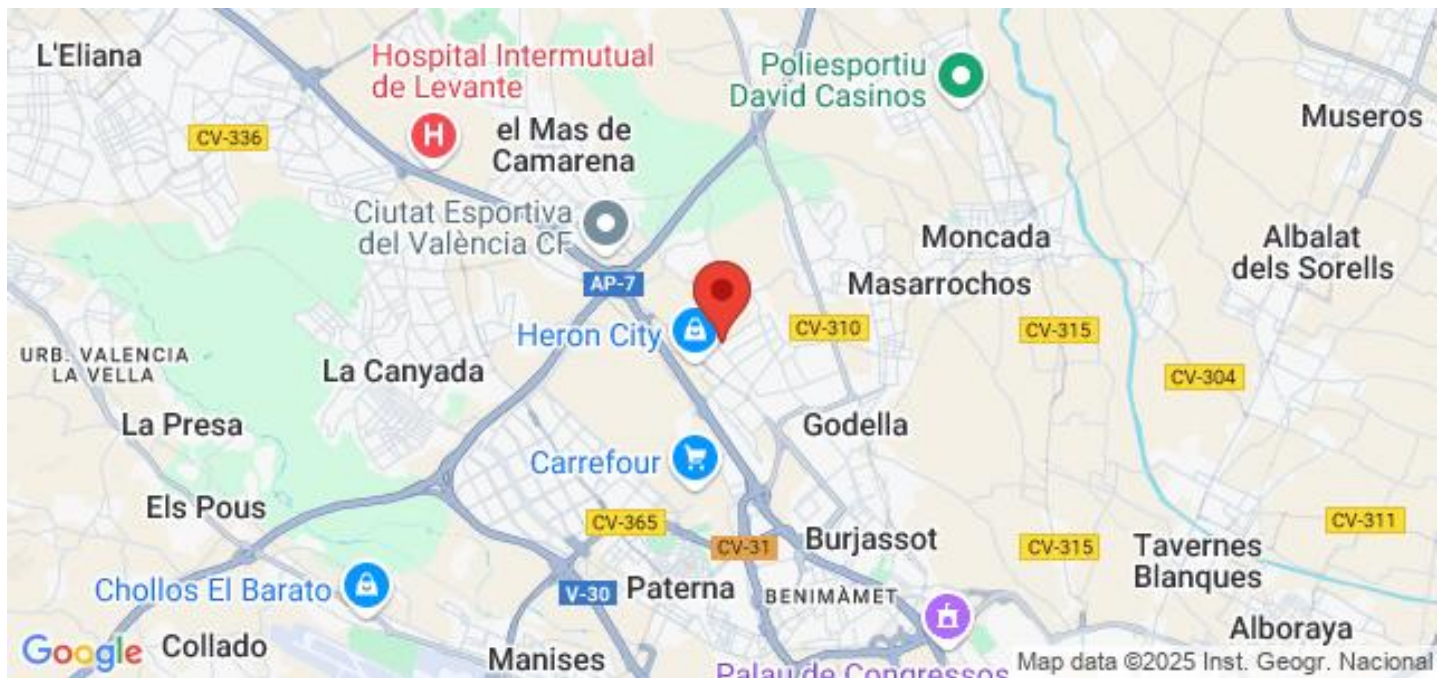 L'Eliana
Hospital Intermutual
de Levante
Poliesportiu
David Casinos
Museros
CV-336
H
el Mas de
Camarena
Ciutat Esportiva
del València CF
Moncada
Albalat
dels Sorells
AP-7
Masarrochos
Heron City
CV-310
CV-315
URB. VALENCIA
LA VELLA
La Canyada
CV-304
La Presa
Godella
Carrefour
Els Pous
CV-365
CV-31
Burjassot
CV-315
CV-311
Tavernes
Blanques
Chollos El Barato
V-30
Paterna
BENIMÀMET
Alboraya
Google
Collado
Manises
Palau de Congressos
Map data ©2025 Inst. Geogr. Nacional